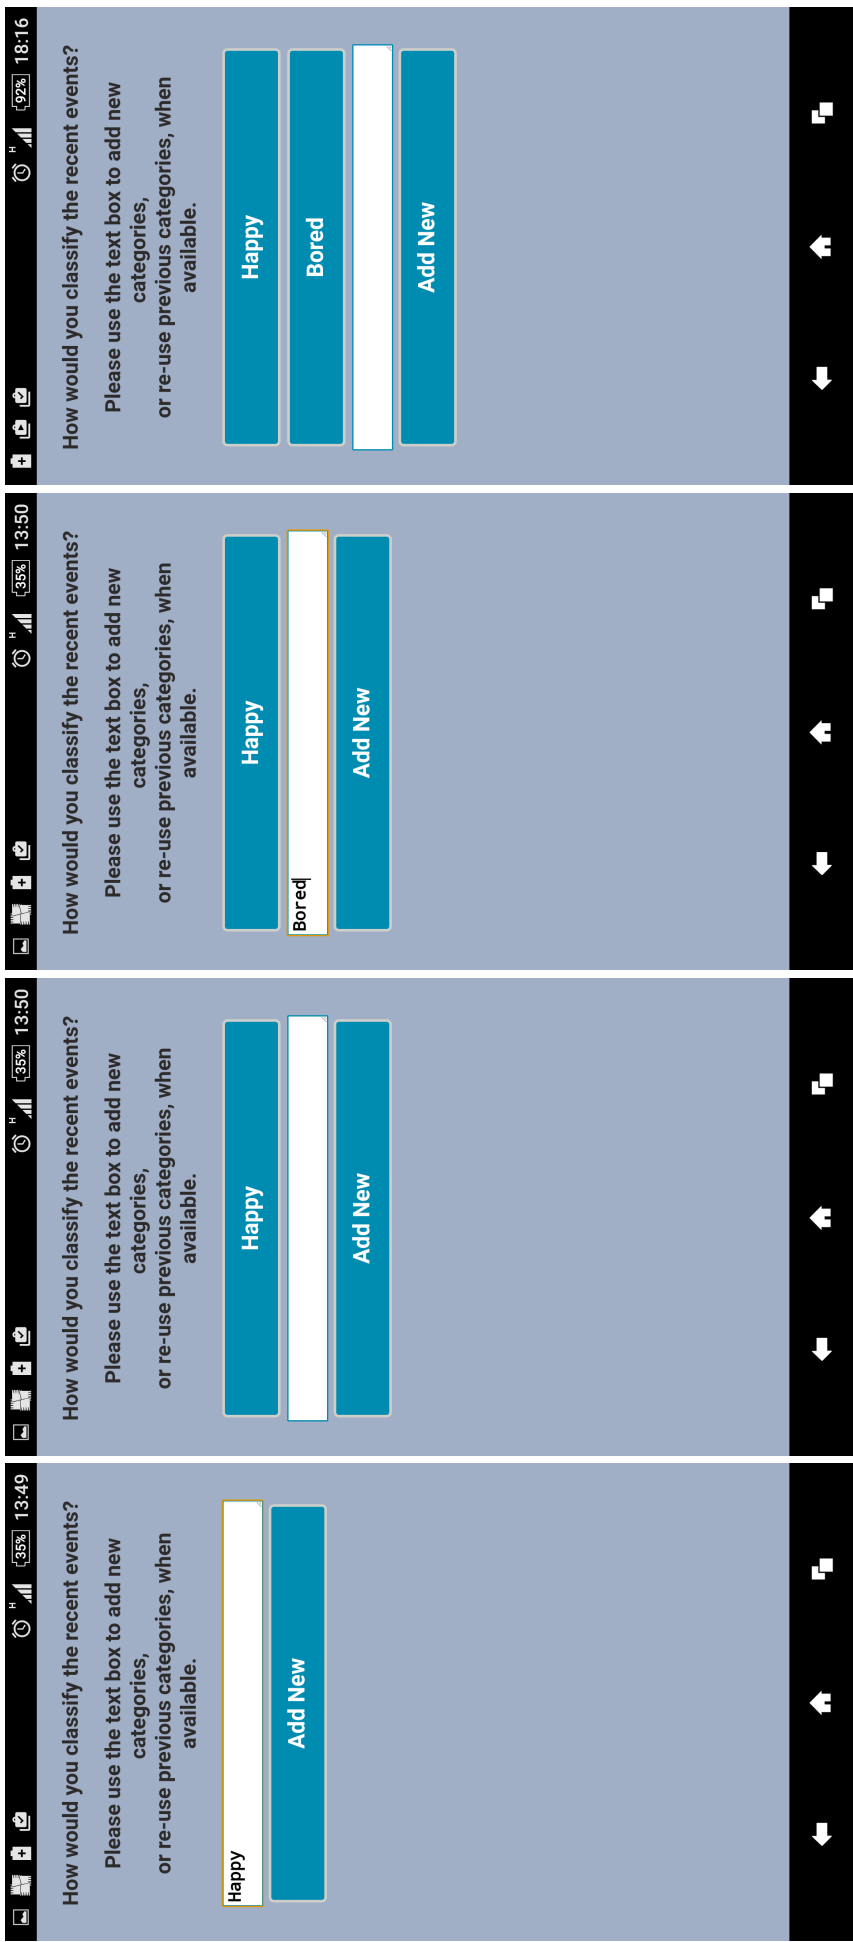 H 35% 13:49
How would you classify the recent events?
Please use the text box to add new
categories,
or re-use previous categories, when
available.
Happy
Add New
H 35% 13:50
How would you classify the recent events?
Please use the text box to add new
categories,
or re-use previous categories, when
available.
Happy
Add New
H 35% 13:50
How would you classify the recent events?
Please use the text box to add new
categories,
or re-use previous categories, when
available.
Happy
Bored
Add New
H 92% 18:16
How would you classify the recent events?
Please use the text box to add new
categories,
or re-use previous categories, when
available.
Happy
Bored
Add New